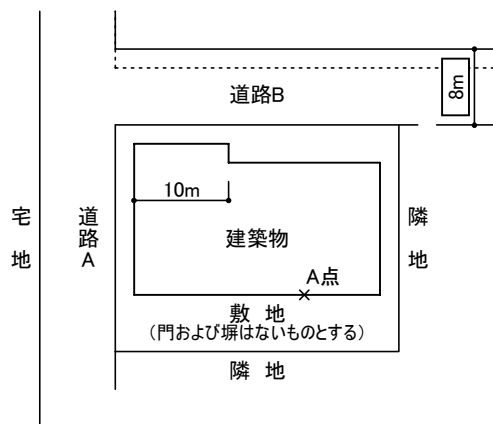 道路B
8m
10m
宅地
道路A
建築物
隣地
A点
敷地
(門および塀はないものとする)
隣地